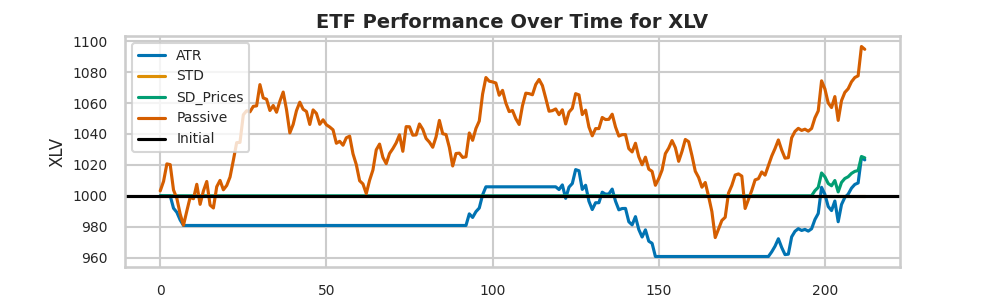 ETF Performance Over Time for XLV
1100
1080
1060
1040
1020
1000
980
960
XLV
ATR
STD
SD_Prices
Passive
Initial
0
50
100
150
200